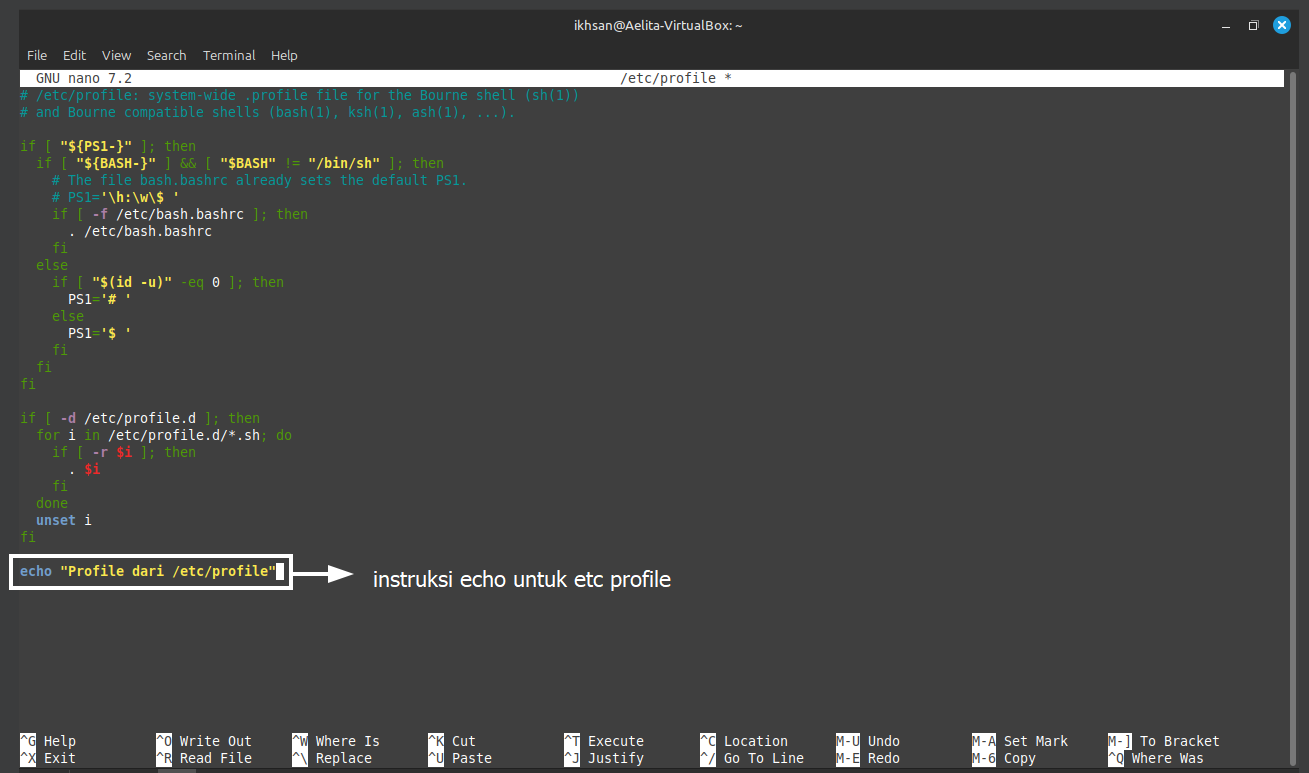 ikhsan@Aelita-VirtualBox: ~
File Edit View Search Terminal Help
GNU nano 7.2 /etc/profile *
# /etc/profile: system-wide .profile file for the Bourne shell (sh(1))
# and Bourne compatible shells (bash(1), ksh(1), ash(1), ...).
if [ "${PS1-}" ]; then
  if [ "${BASH-}" ] && [ "$BASH" != "/bin/sh" ]; then
    # The file bash.bashrc already sets the default PS1.
    # PS1='\h:\w\$ '
    if [ -f /etc/bash.bashrc ]; then
      . /etc/bash.bashrc
    fi
  else
    if [ "$(id -u)" -eq 0 ]; then
      PS1='# '
    else
      PS1='$ '
    fi
  fi
fi
if [ -d /etc/profile.d ]; then
  for i in /etc/profile.d/*.sh; do
    if [ -r $i ]; then
      . $i
    fi
  done
  unset i
fi
echo "Profile dari /etc/profile"
instruksi echo untuk etc profile
^G Help ^O Write Out ^W Where Is ^K Cut ^T Execute ^C Location M-U Undo M-A Set Mark M-] To Bracket
^X Exit ^R Read File ^\ Replace ^U Paste ^J Justify ^/ Go To Line M-E Redo M-6 Copy ^Q Where Was